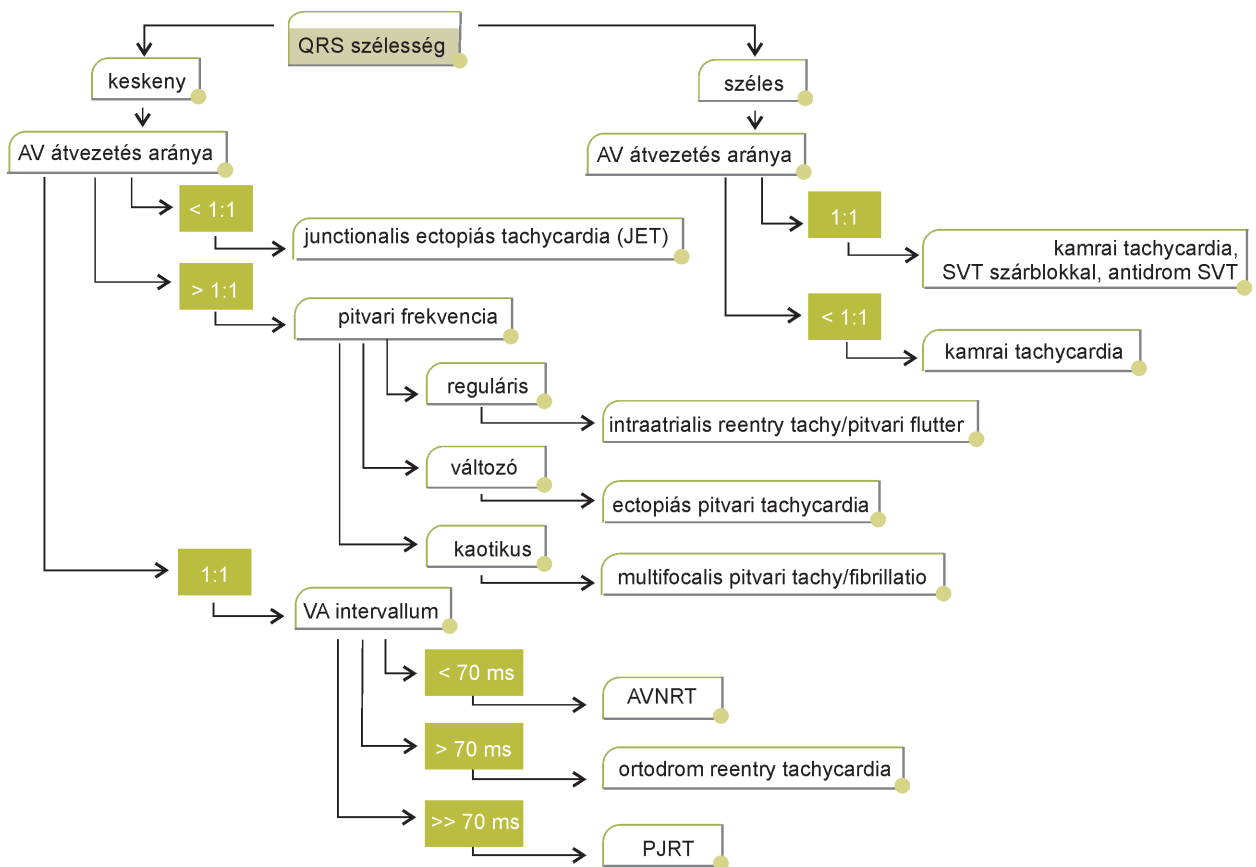 QRS szélesség
keskeny
széles
AV átvezetés aránya
AV átvezetés aránya
< 1:1
1:1
junctionalis ectopiás tachycardia (JET)
kamrai tachycardia,
SVT szárblokkal, antidrom SVT
> 1:1
pitvari frekvencia
< 1:1
kamrai tachycardia
reguláris
intraatrialis reentry tachy/pitvari flutter
változó
ectopiás pitvari tachycardia
kaotikus
multifocalis pitvari tachy/fibrillatio
1:1
VA intervallum
< 70 ms
AVNRT
> 70 ms
ortodrom reentry tachycardia
>> 70 ms
PJRT